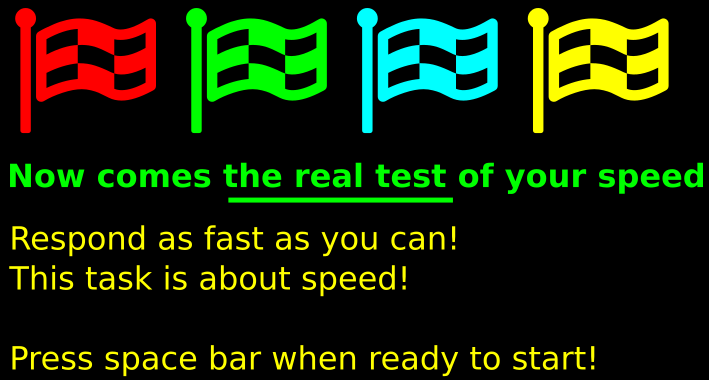 Now comes the real test of your speed
Respond as fast as you can!
This task is about speed!
Press space bar when ready to start!